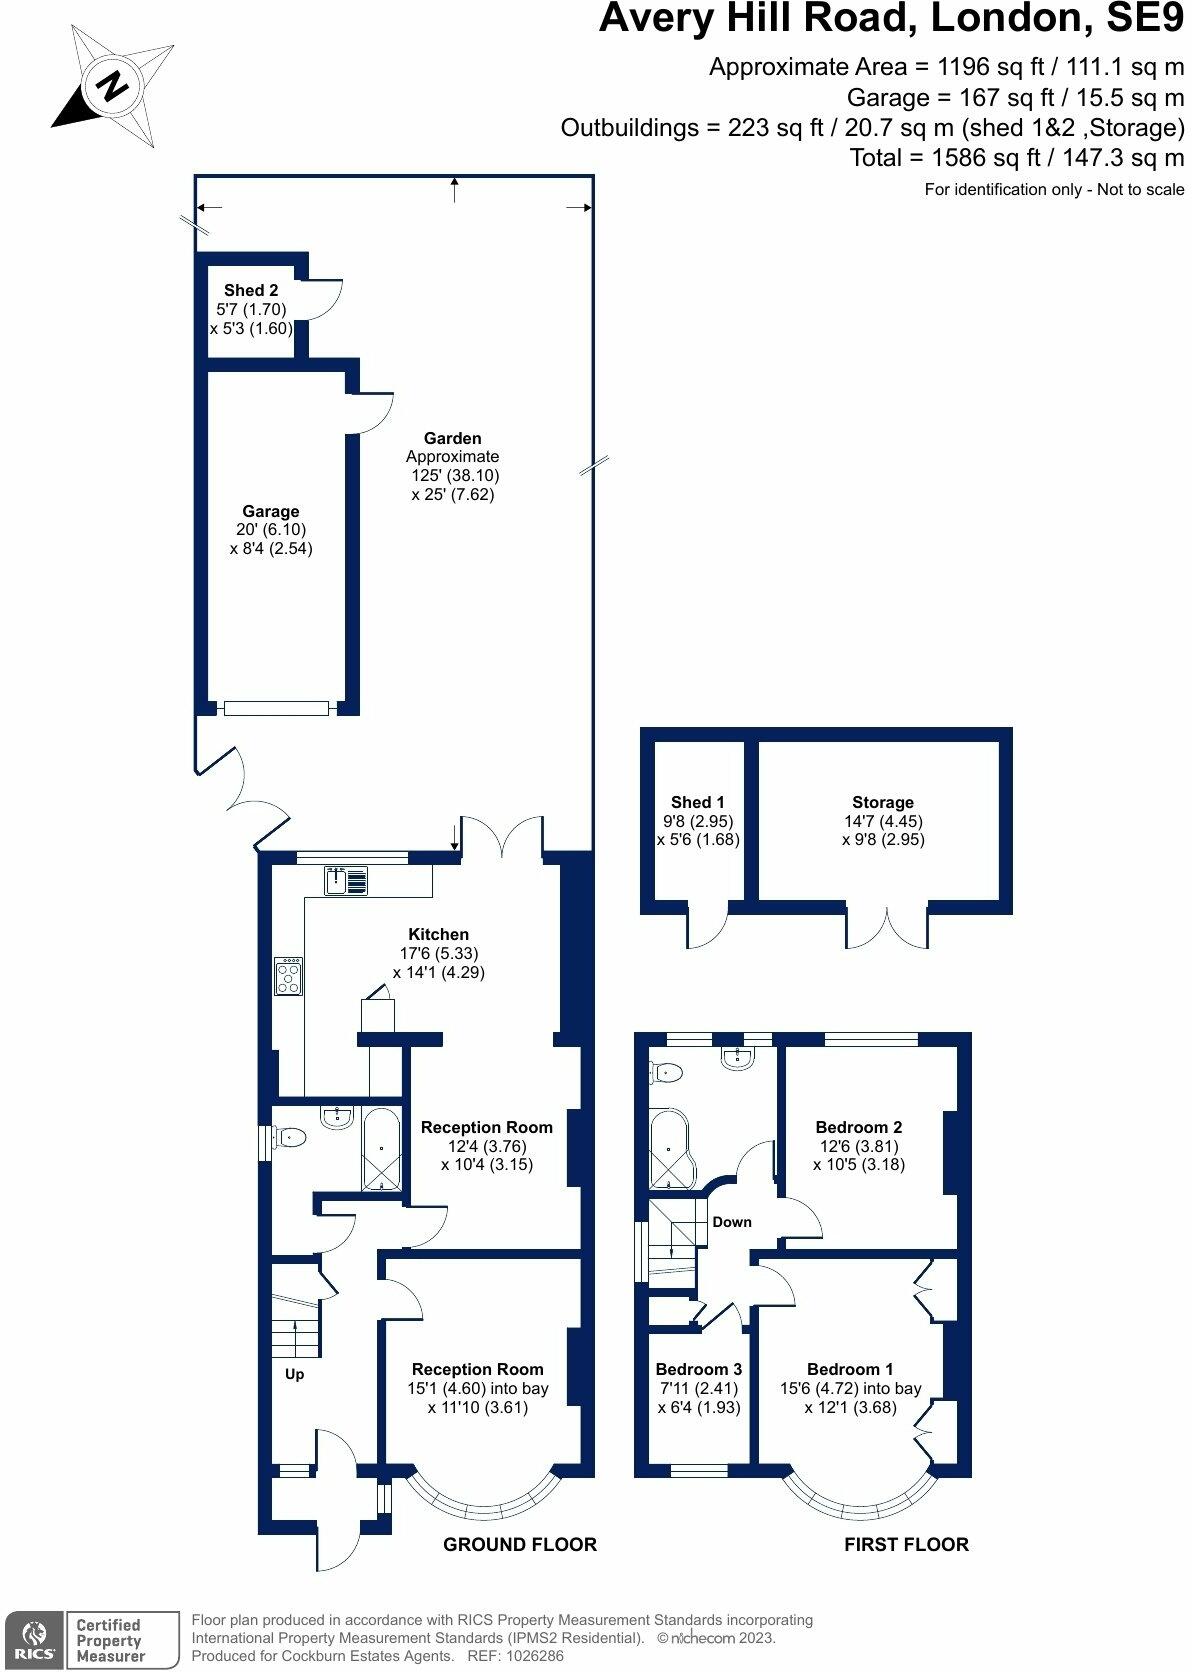 Avery Hill Road, London, SE9
Approximate Area = 1196 sq ft / 111.1 sq m
Garage = 167 sq ft / 15.5 sq m
Outbuildings = 223 sq ft / 20.7 sq m (shed 1&2 ,Storage)
Total = 1586 sq ft / 147.3 sq m
For identification only - Not to scale
N
Shed 2
5'7 (1.70)
x 5'3 (1.60)
Garden
Approximate
125' (38.10)
x 25' (7.62)
Garage
20' (6.10)
x 8'4 (2.54)
Shed 1
9'8 (2.95)
x 5'6 (1.68)
Storage
14'7 (4.45)
x 9'8 (2.95)
Kitchen
17'6 (5.33)
x 14'1 (4.29)
Reception Room
12'4 (3.76)
x 10'4 (3.15)
Bedroom 2
12'6 (3.81)
x 10'5 (3.18)
Down
Up
Reception Room
15'1 (4.60) into bay
x 11'10 (3.61)
Bedroom 3
7'11 (2.41)
x 6'4 (1.93)
Bedroom 1
15'6 (4.72) into bay
x 12'1 (3.68)
GROUND FLOOR
FIRST FLOOR
RICS
Certified
Property
Measurer
Floor plan produced in accordance with RICS Property Measurement Standards incorporating
International Property Measurement Standards (IPMS2 Residential). © nichecom 2023.
Produced for Cockburn Estates Agents. REF: 1026286